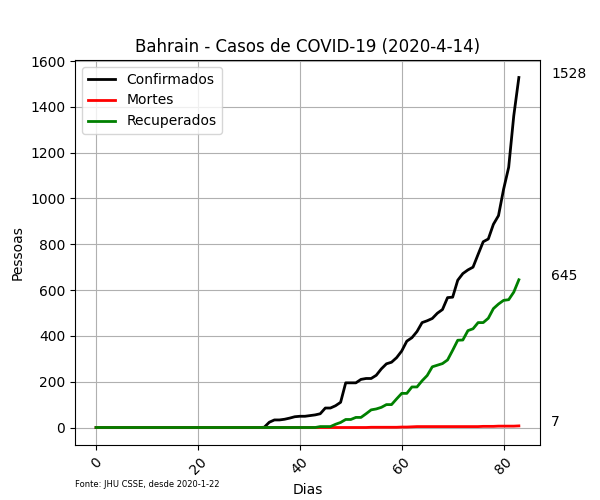 Bahrain - Casos de COVID-19 (2020-4-14)
Confirmados
Mortes
Recuperados
Pessoas
1600
1400
1200
1000
800
600
400
200
0
1528
645
7
0
20
40
60
80
Dias
Fonte: JHU CSSE, desde 2020-1-22